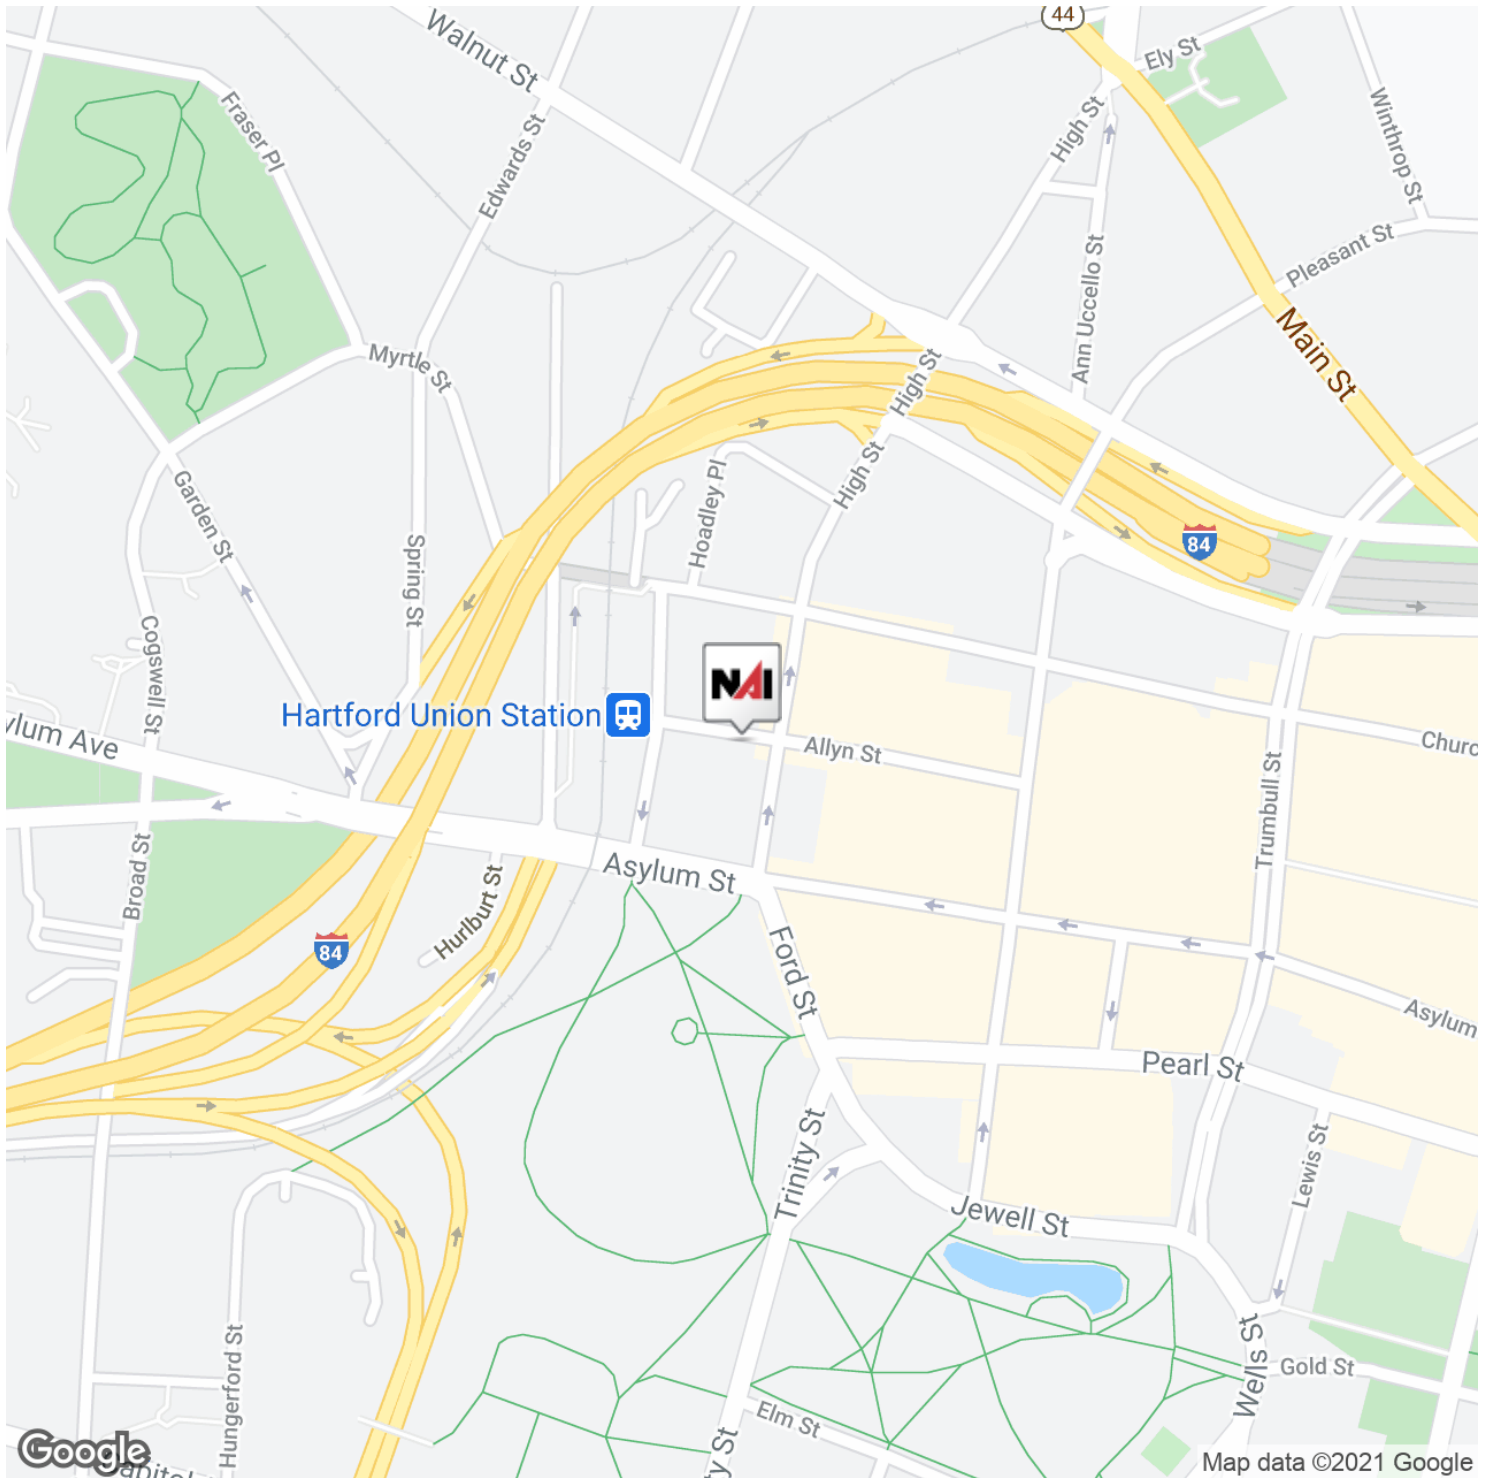 44
Walnut St
Ely St
Fraser Pl
High St
Winthrop St
Edwards St
Pleasant St
Ann Uccello St
Main St
Myrtle St
High St
High St
Hoadley Pl
Garden St
84
Spring St
Cogswell St
NAI
Hartford Union Station
ylum Ave
Allyn St
Churc
Trumbull St
Asylum St
Broad St
Hurlburt St
84
Ford St
Asylum
Pearl St
Trinity St
Lewis St
Jewell St
Hungerford St
Wells St
Gold St
Elm St
ty St
Google
apitol
Map data ©2021 Google